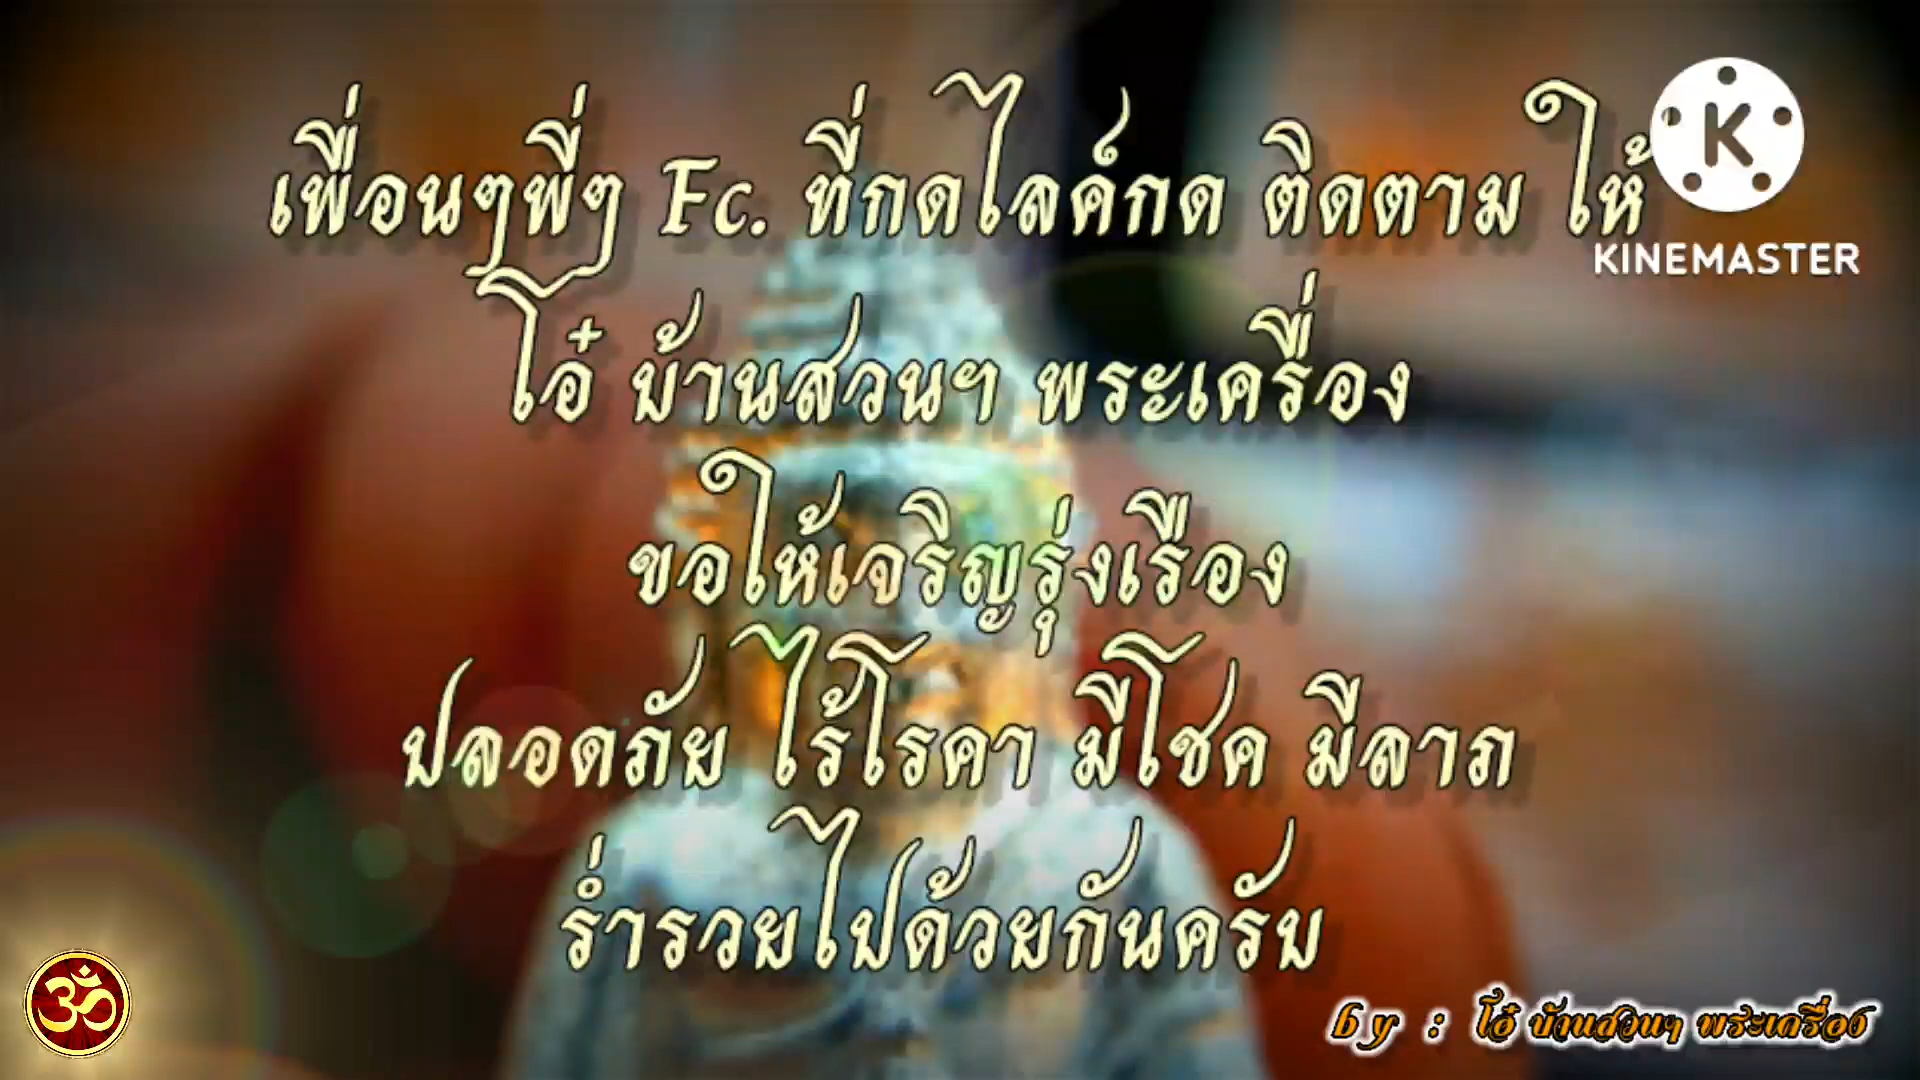 เพื่อนๆพี่ๆ Fc. ที่กดไลค์กด ติดตาม ให้
KINEMASTER
โอ๋ บ้านสวนฯ พระเครื่อง
ขอให้เจริญรุ่งเรือง
ปลอดภัย ไร้โรคา มีโชค มีลาภ
ร่ำรวยไปด้วยกันครับ
by : โอ๋ บ้านสวนฯ พระเครื่อง
ॐ